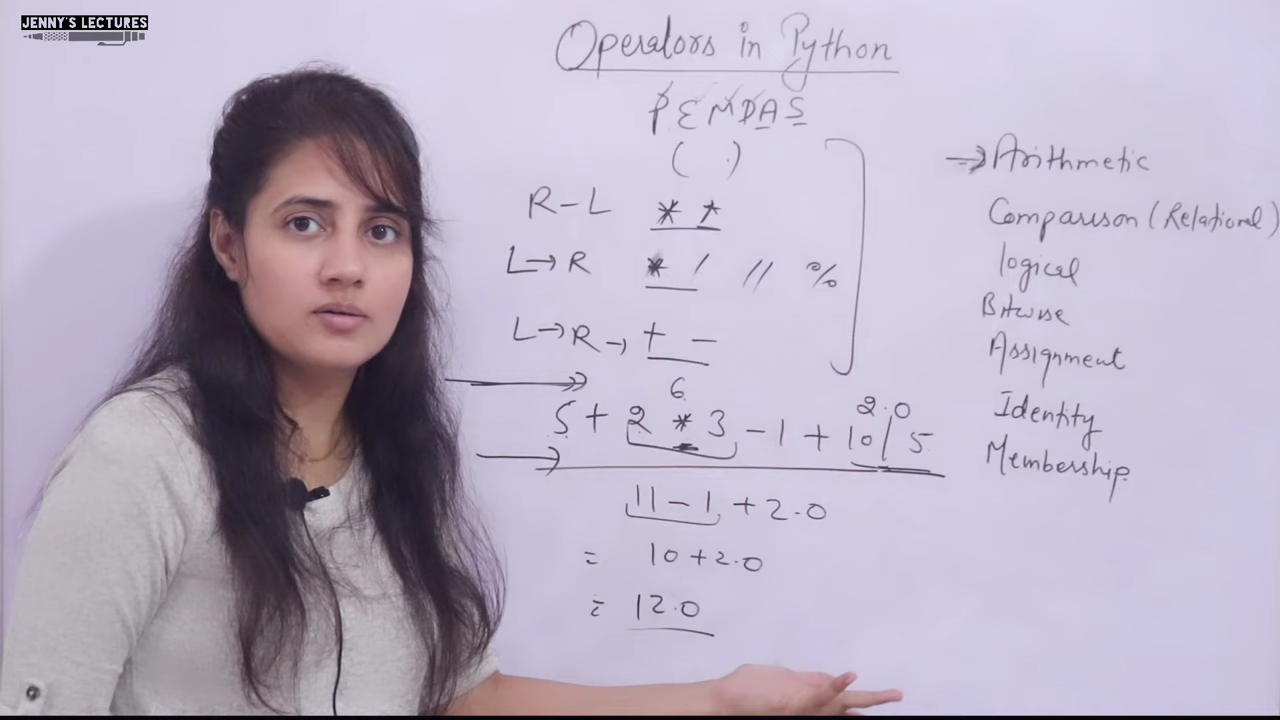 JENNY'S LECTURES
Operators in Python
PEMDAS
( )
R-L * *
L→R * / // %
L→R→ + -
6
5 + 2 * 3 - 1 + 10/5
2.0
11 - 1 + 2.0
= 10 + 2.0
= 12.0
→ Arithmetic
Comparison (Relational)
logical
Bitwise
Assignment
Identity
Membership